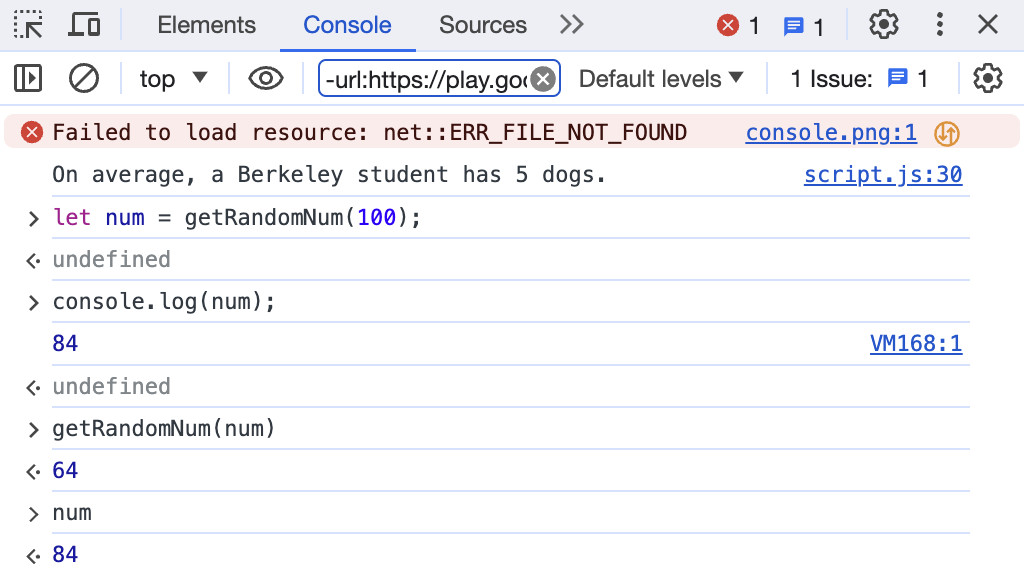 Elements Console Sources 1 1
top -url:https://play.goo Default levels 1 Issue: 1
Failed to load resource: net::ERR_FILE_NOT_FOUND console.png:1
On average, a Berkeley student has 5 dogs. script.js:30
let num = getRandomNum(100);
undefined
console.log(num);
84 VM168:1
undefined
getRandomNum(num)
64
num
84